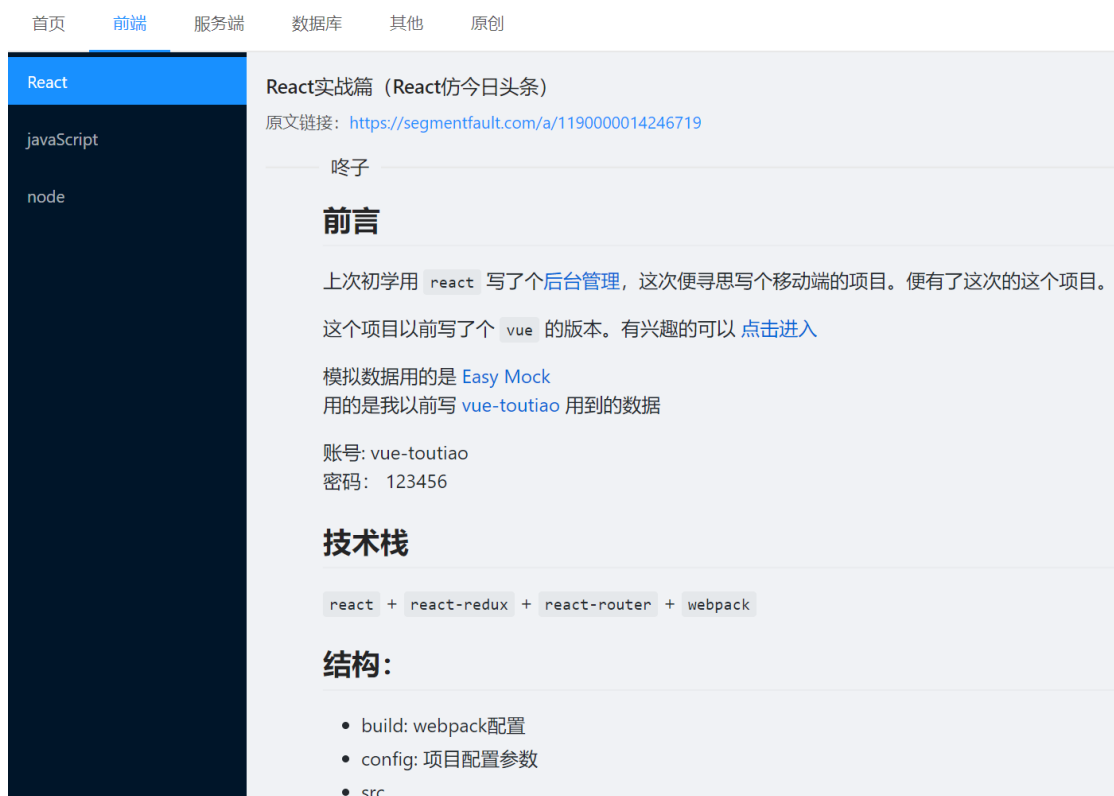 首页 前端 服务端 数据库 其他 原创
React
javaScript
node
React实战篇（React仿今日头条）
原文链接：https://segmentfault.com/a/1190000014246719
咚子
前言
上次初学用 react 写了个后台管理，这次便寻思写个移动端的项目。便有了这次的这个项目。
这个项目以前写了个 vue 的版本。有兴趣的可以 点击进入
模拟数据用的是 Easy Mock
用的是我以前写 vue-toutiao 用到的数据
账号: vue-toutiao
密码： 123456
技术栈
react + react-redux + react-router + webpack
结构：
• build: webpack配置
• config: 项目配置参数
• src